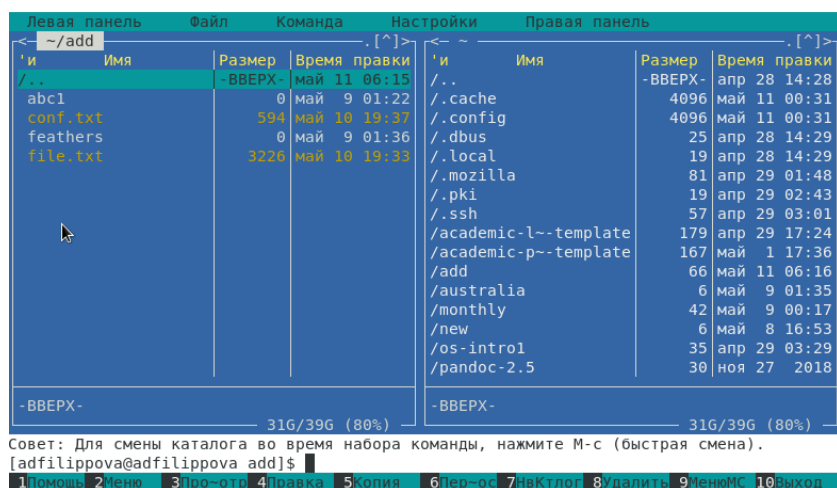 Левая панель Файл Команда Настройки Правая панель
<- ~/add .[^]> <- ~ .[^]>
'и Имя Размер Время правки 'и Имя Размер Время правки
/.. -ВВЕРХ- май 11 06:15 /.. -ВВЕРХ- апр 28 14:28
abc1 0 май 9 01:22 /.cache 4096 май 11 00:31
conf.txt 594 май 10 19:37 /.config 4096 май 11 00:31
feathers 0 май 9 01:36 /.dbus 25 апр 28 14:29
file.txt 3226 май 10 19:33 /.local 19 апр 28 14:29
/.mozilla 81 апр 29 01:48
/.pki 19 апр 29 02:43
/.ssh 57 апр 29 03:01
/academic-l~-template 179 апр 29 17:24
/academic-p~-template 167 май 1 17:36
/add 66 май 11 06:16
/australia 6 май 9 01:35
/monthly 42 май 9 00:17
/new 6 май 8 16:53
/os-intro1 35 апр 29 03:29
/pandoc-2.5 30 ноя 27 2018
-ВВЕРХ- -ВВЕРХ-
31G/39G (80%) 31G/39G (80%)
Совет: Для смены каталога во время набора команды, нажмите M-c (быстрая смена).
[adfilippova@adfilippova add]$
1Помощь 2Меню 3Про~отр 4Правка 5Копия 6Пер~ос 7НвКтлог 8Удалить 9МенюMC 10Выход